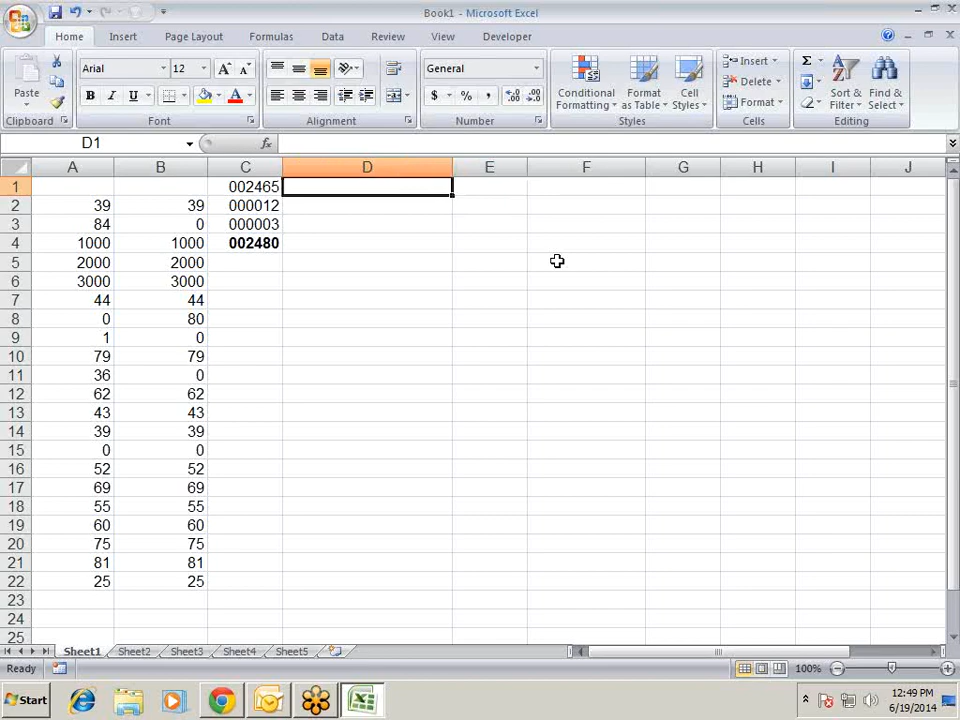 Book1 - Microsoft Excel
Home Insert Page Layout Formulas Data Review View Developer
Paste
Arial 12
General
B I U
$ % ,
Conditional Formatting Format as Table Cell Styles
Insert
Delete
Format
Sort & Filter Find & Select
Clipboard Font Alignment Number Styles Cells Editing
D1 fx
A B C D E F G H I J
1 002465
2 39 39 000012
3 84 0 000003
4 1000 1000 002480
5 2000 2000
6 3000 3000
7 44 44
8 0 80
9 1 0
10 79 79
11 36 0
12 62 62
13 43 43
14 39 39
15 0 0
16 52 52
17 69 69
18 55 55
19 60 60
20 75 75
21 81 81
22 25 25
23
24
25
Sheet1 Sheet2 Sheet3 Sheet4 Sheet5
Ready 100%
Start 12:49 PM
6/19/2014